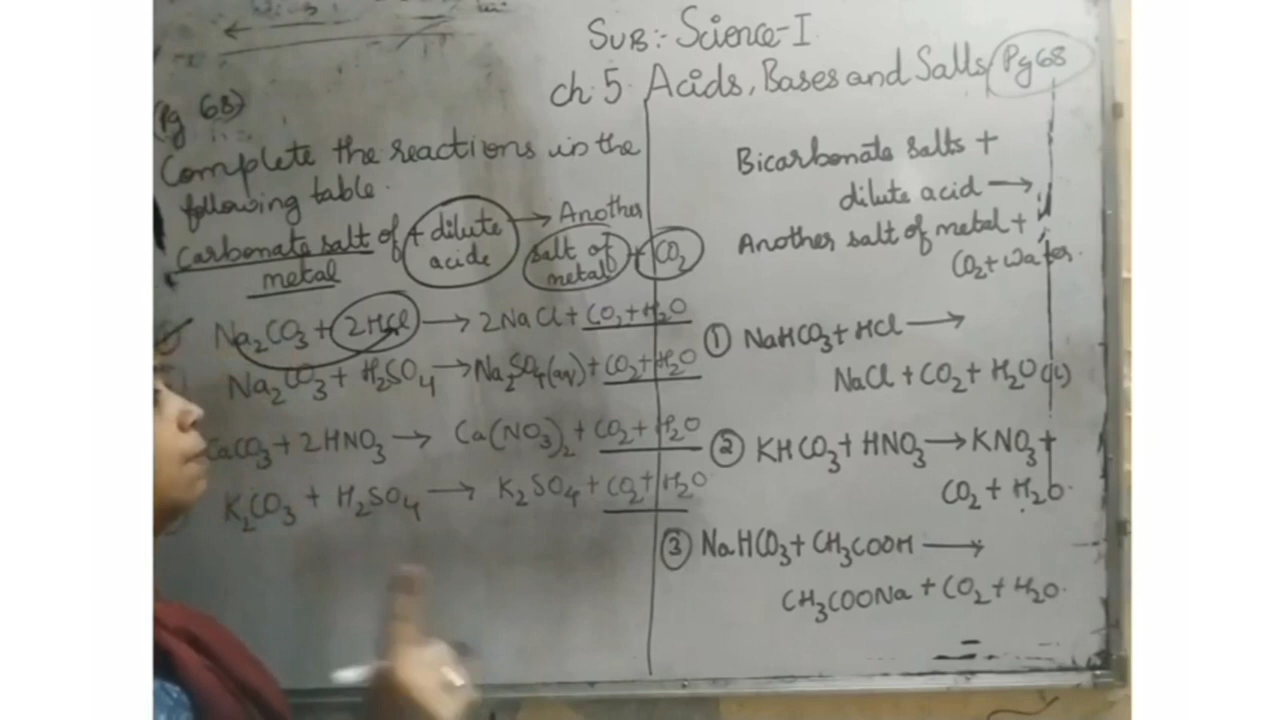 Sub:- Science-I
ch. 5 Acids, Bases and Salts Pg 68
(Pg 68)
Complete the reactions in the
following table.
Carbonate salt of + dilute → Another
metal acide salt of metal + CO2
Na2CO3 + 2HCl → 2NaCl + CO2 + H2O
Na2CO3 + H2SO4 → Na2SO4(aq) + CO2 + H2O
CaCO3 + 2HNO3 → Ca(NO3)2 + CO2 + H2O
K2CO3 + H2SO4 → K2SO4 + CO2 + H2O
Bicarbonate salts +
dilute acid →
Another salt of metal +
CO2 + Water.
① NaHCO3 + HCl →
NaCl + CO2 + H2O (l)
② KHCO3 + HNO3 → KNO3 +
CO2 + H2O.
③ NaHCO3 + CH3COOH →
CH3COONa + CO2 + H2O.